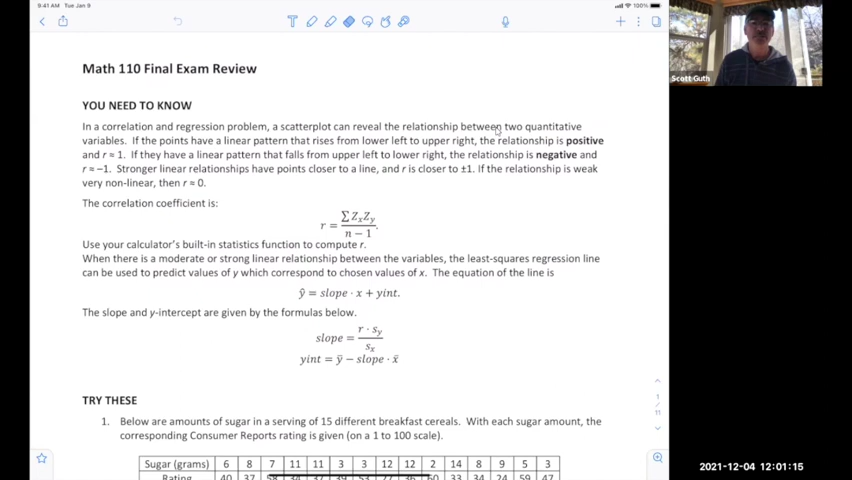 9:41 AM Tue Jan 9
100%
Math 110 Final Exam Review
YOU NEED TO KNOW
In a correlation and regression problem, a scatterplot can reveal the relationship between two quantitative
variables. If the points have a linear pattern that rises from lower left to upper right, the relationship is positive
and r ≈ 1. If they have a linear pattern that falls from upper left to lower right, the relationship is negative and
r ≈ –1. Stronger linear relationships have points closer to a line, and r is closer to ±1. If the relationship is weak
very non-linear, then r ≈ 0.
The correlation coefficient is:
r = ∑ZxZy / n − 1.
Use your calculator's built-in statistics function to compute r.
When there is a moderate or strong linear relationship between the variables, the least-squares regression line
can be used to predict values of y which correspond to chosen values of x. The equation of the line is
ŷ = slope · x + yint.
The slope and y-intercept are given by the formulas below.
slope = r · sy / sx
yint = ȳ − slope · x̄
TRY THESE
1. Below are amounts of sugar in a serving of 15 different breakfast cereals. With each sugar amount, the
corresponding Consumer Reports rating is given (on a 1 to 100 scale).
Sugar (grams) 6 8 7 11 11 3 3 12 12 2 14 8 9 5 3
Rating 40 37
33 34 24 59 47
1
/
11
Scott Guth
2021-12-04 12:01:15